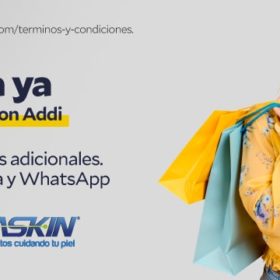 om/terminos-y-condiciones.
ya
on Addi
s adicionales.
a y WhatsApp
ASKIN
tos cuidando tu piel